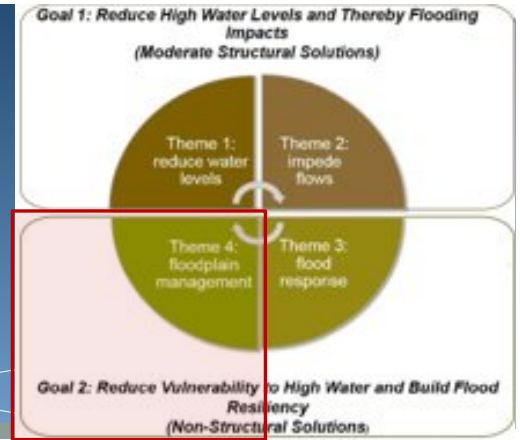 Goal 1: Reduce High Water Levels and Thereby Flooding
Impacts
(Moderate Structural Solutions)
Theme 1:
reduce water
levels
Theme 2:
impede
flows
Theme 4:
floodplain
management
Theme 3:
flood
response
Goal 2: Reduce Vulnerability to High Water and Build Flood
Resiliency
(Non-Structural Solutions)